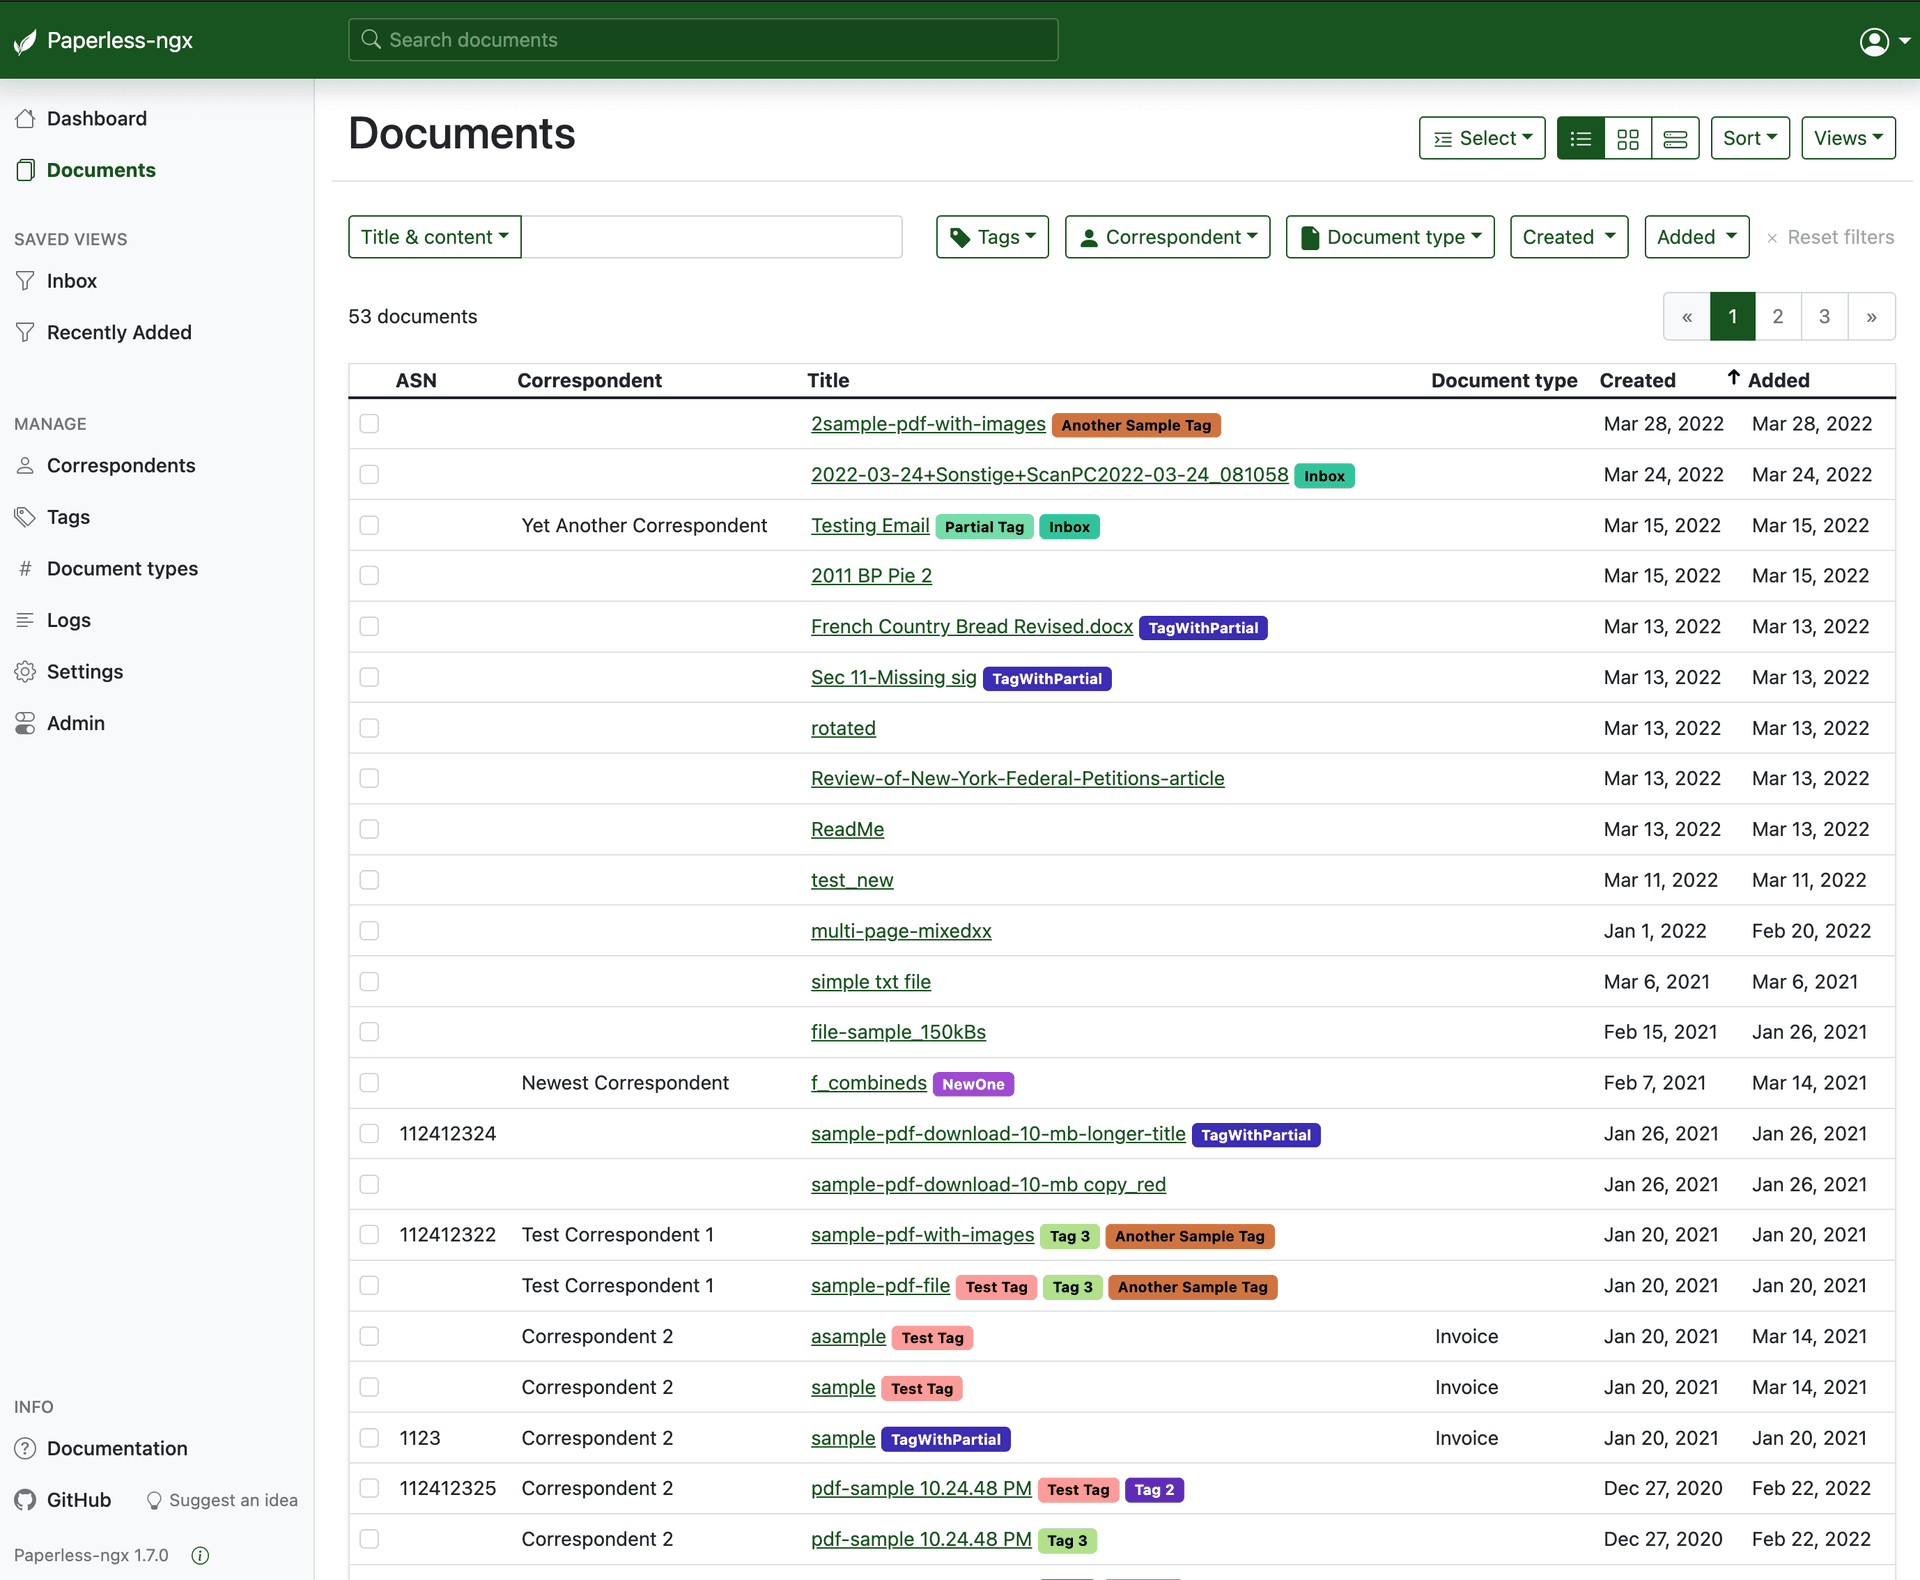 Paperless-ngx
Search documents
Dashboard
Documents
SAVED VIEWS
Inbox
Recently Added
MANAGE
Correspondents
Tags
# Document types
Logs
Settings
Admin
INFO
? Documentation
GitHub Suggest an idea
Paperless-ngx 1.7.0 i
Documents
Select Sort Views
Title & content Tags Correspondent Document type Created Added × Reset filters
53 documents « 1 2 3 »
ASN Correspondent Title Document type Created Added
2sample-pdf-with-images Another Sample Tag Mar 28, 2022 Mar 28, 2022
2022-03-24+Sonstige+ScanPC2022-03-24_081058 Inbox Mar 24, 2022 Mar 24, 2022
Yet Another Correspondent Testing Email Partial Tag Inbox Mar 15, 2022 Mar 15, 2022
2011 BP Pie 2 Mar 15, 2022 Mar 15, 2022
French Country Bread Revised.docx TagWithPartial Mar 13, 2022 Mar 13, 2022
Sec 11-Missing sig TagWithPartial Mar 13, 2022 Mar 13, 2022
rotated Mar 13, 2022 Mar 13, 2022
Review-of-New-York-Federal-Petitions-article Mar 13, 2022 Mar 13, 2022
ReadMe Mar 13, 2022 Mar 13, 2022
test_new Mar 11, 2022 Mar 11, 2022
multi-page-mixedxx Jan 1, 2022 Feb 20, 2022
simple txt file Mar 6, 2021 Mar 6, 2021
file-sample_150kBs Feb 15, 2021 Jan 26, 2021
Newest Correspondent f_combineds NewOne Feb 7, 2021 Mar 14, 2021
112412324 sample-pdf-download-10-mb-longer-title TagWithPartial Jan 26, 2021 Jan 26, 2021
sample-pdf-download-10-mb copy_red Jan 26, 2021 Jan 26, 2021
112412322 Test Correspondent 1 sample-pdf-with-images Tag 3 Another Sample Tag Jan 20, 2021 Jan 20, 2021
Test Correspondent 1 sample-pdf-file Test Tag Tag 3 Another Sample Tag Jan 20, 2021 Jan 20, 2021
Correspondent 2 asample Test Tag Invoice Jan 20, 2021 Mar 14, 2021
Correspondent 2 sample Test Tag Invoice Jan 20, 2021 Mar 14, 2021
1123 Correspondent 2 sample TagWithPartial Invoice Jan 20, 2021 Jan 20, 2021
112412325 Correspondent 2 pdf-sample 10.24.48 PM Test Tag Tag 2 Dec 27, 2020 Feb 22, 2022
Correspondent 2 pdf-sample 10.24.48 PM Tag 3 Dec 27, 2020 Feb 22, 2022